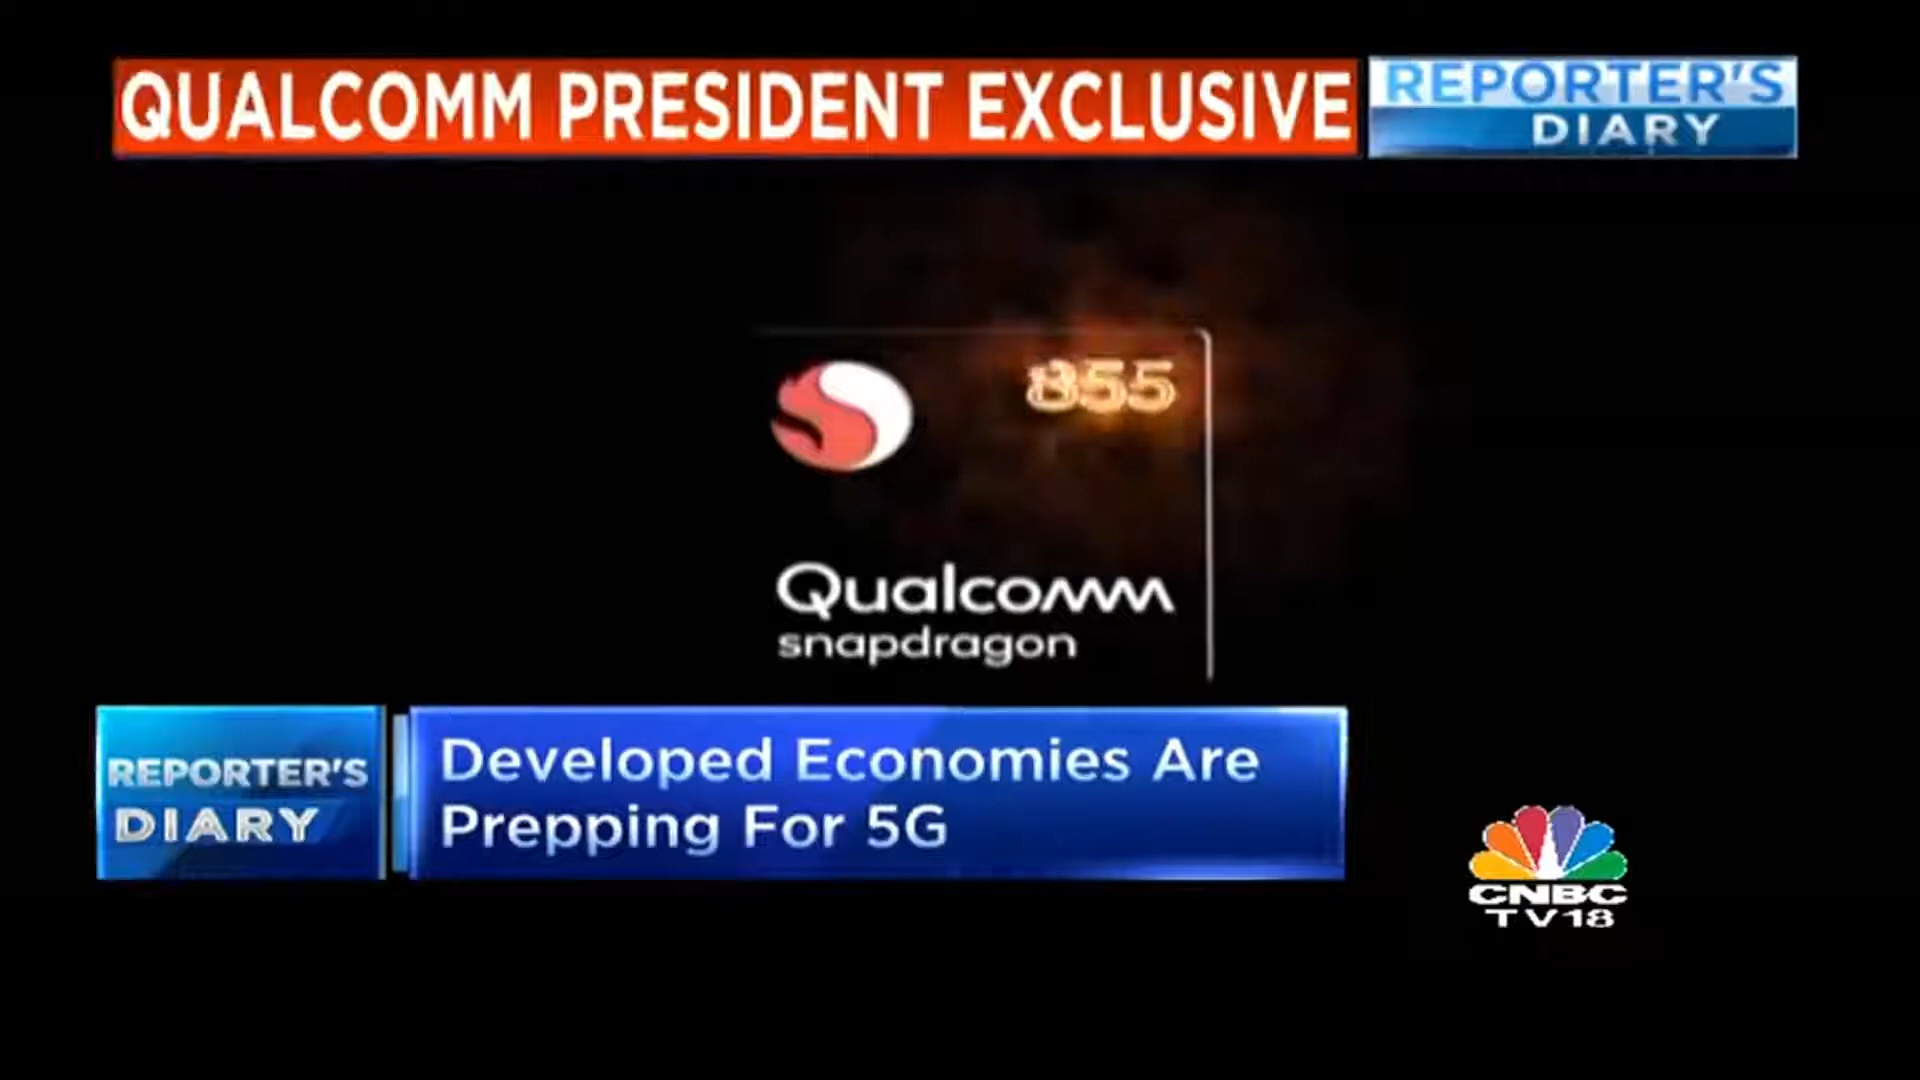 QUALCOMM PRESIDENT EXCLUSIVE
REPORTER'S
DIARY
855
Qualcomm
snapdragon
REPORTER'S
DIARY
Developed Economies Are
Prepping For 5G
CNBC
TV18